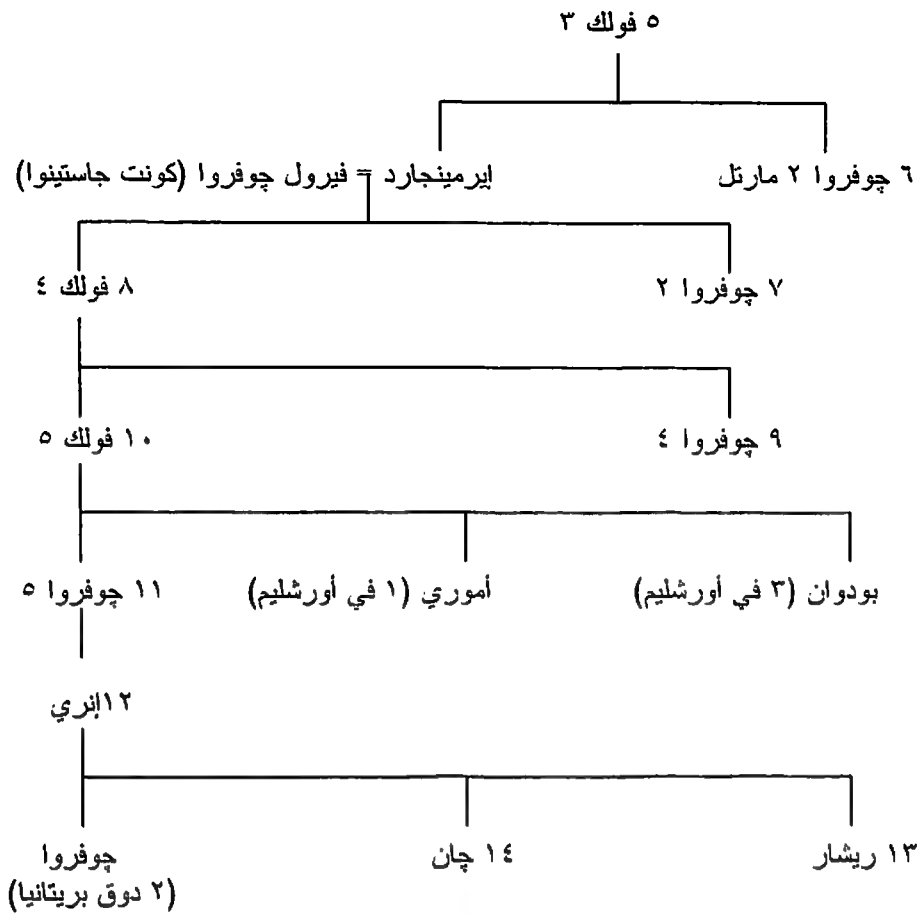 ٥ فولك ٣
٦ چوفروا ٢ مارتل
إيرمينجارد = فيرول چوفروا (كونت جاستينوا)
٧ چوفروا ٢
٨ فولك ٤
٩ چوفروا ٤
١٠ فولك ٥
بودوان (٣ في أورشليم)
أموري (١ في أورشليم)
١١ چوفروا ٥
١٢إنري
١٣ ريشار
١٤ چان
چوفروا
(٢ دوق بريتانيا)